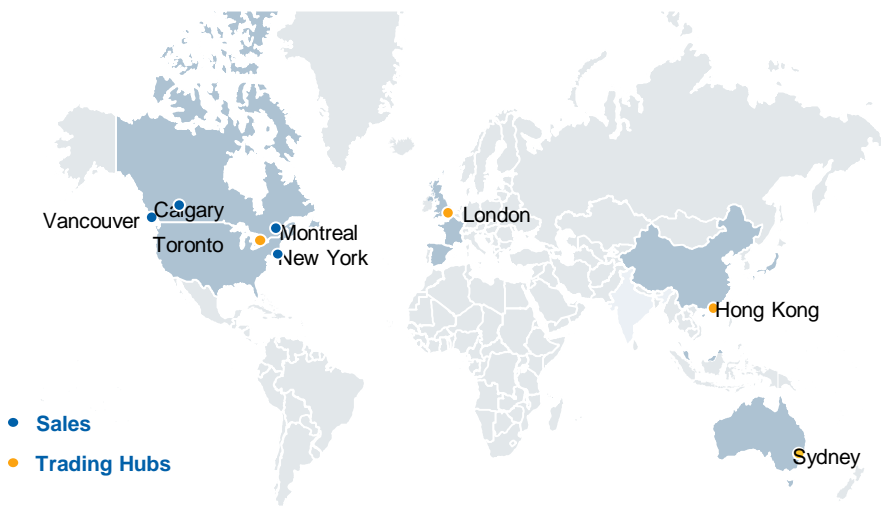 Calgary
Vancouver
London
Montreal
Toronto
New York
Hong Kong
Sales
Sydney
Trading Hubs